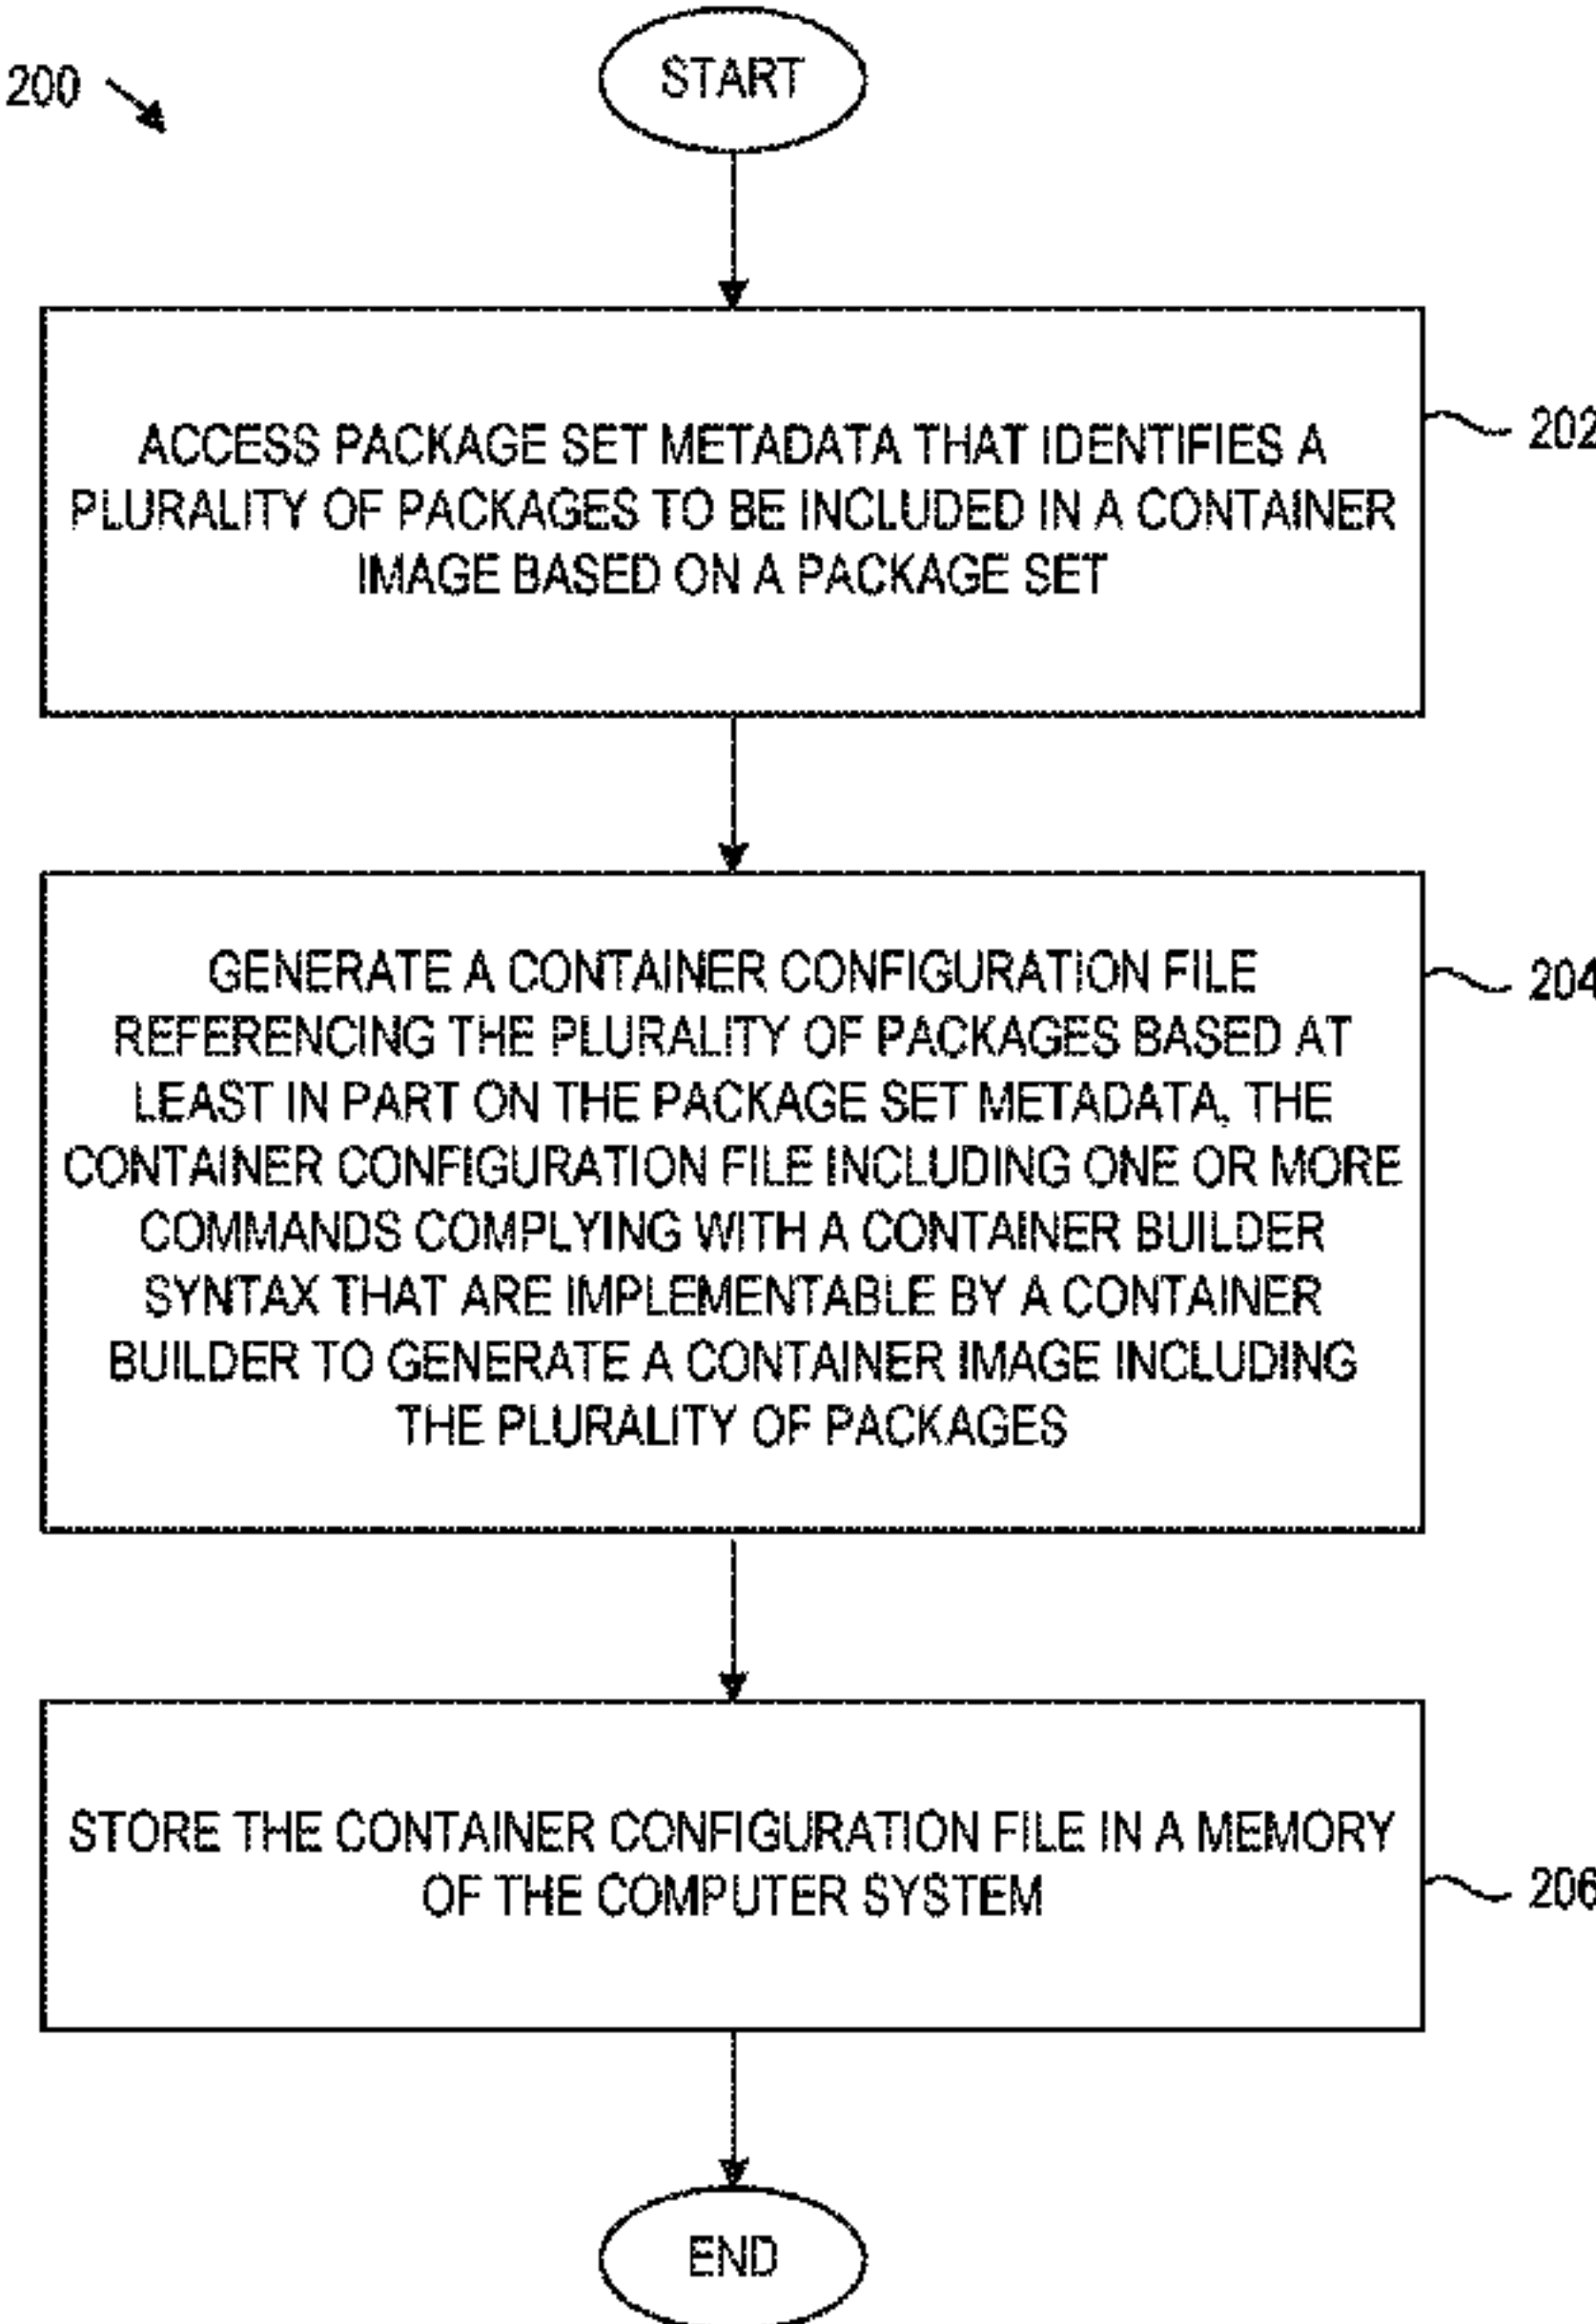 200
START
ACCESS PACKAGE SET METADATA THAT IDENTIFIES A
PLURALITY OF PACKAGES TO BE INCLUDED IN A CONTAINER
IMAGE BASED ON A PACKAGE SET
202
GENERATE A CONTAINER CONFIGURATION FILE
REFERENCING THE PLURALITY OF PACKAGES BASED AT
LEAST IN PART ON THE PACKAGE SET METADATA, THE
CONTAINER CONFIGURATION FILE INCLUDING ONE OR MORE
COMMANDS COMPLYING WITH A CONTAINER BUILDER
SYNTAX THAT ARE IMPLEMENTABLE BY A CONTAINER
BUILDER TO GENERATE A CONTAINER IMAGE INCLUDING
THE PLURALITY OF PACKAGES
204
STORE THE CONTAINER CONFIGURATION FILE IN A MEMORY
OF THE COMPUTER SYSTEM
206
END